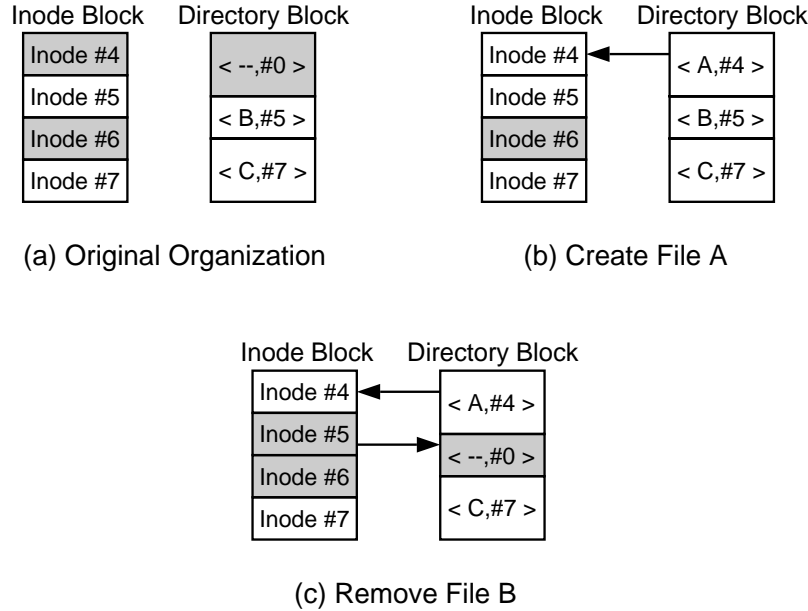 Inode Block Directory Block
Inode #4
Inode #5
Inode #6
Inode #7
< --,#0 >
< B,#5 >
< C,#7 >
(a) Original Organization
Inode Block Directory Block
Inode #4
Inode #5
Inode #6
Inode #7
< A,#4 >
< B,#5 >
< C,#7 >
(b) Create File A
Inode Block Directory Block
Inode #4
Inode #5
Inode #6
Inode #7
< A,#4 >
< --,#0 >
< C,#7 >
(c) Remove File B